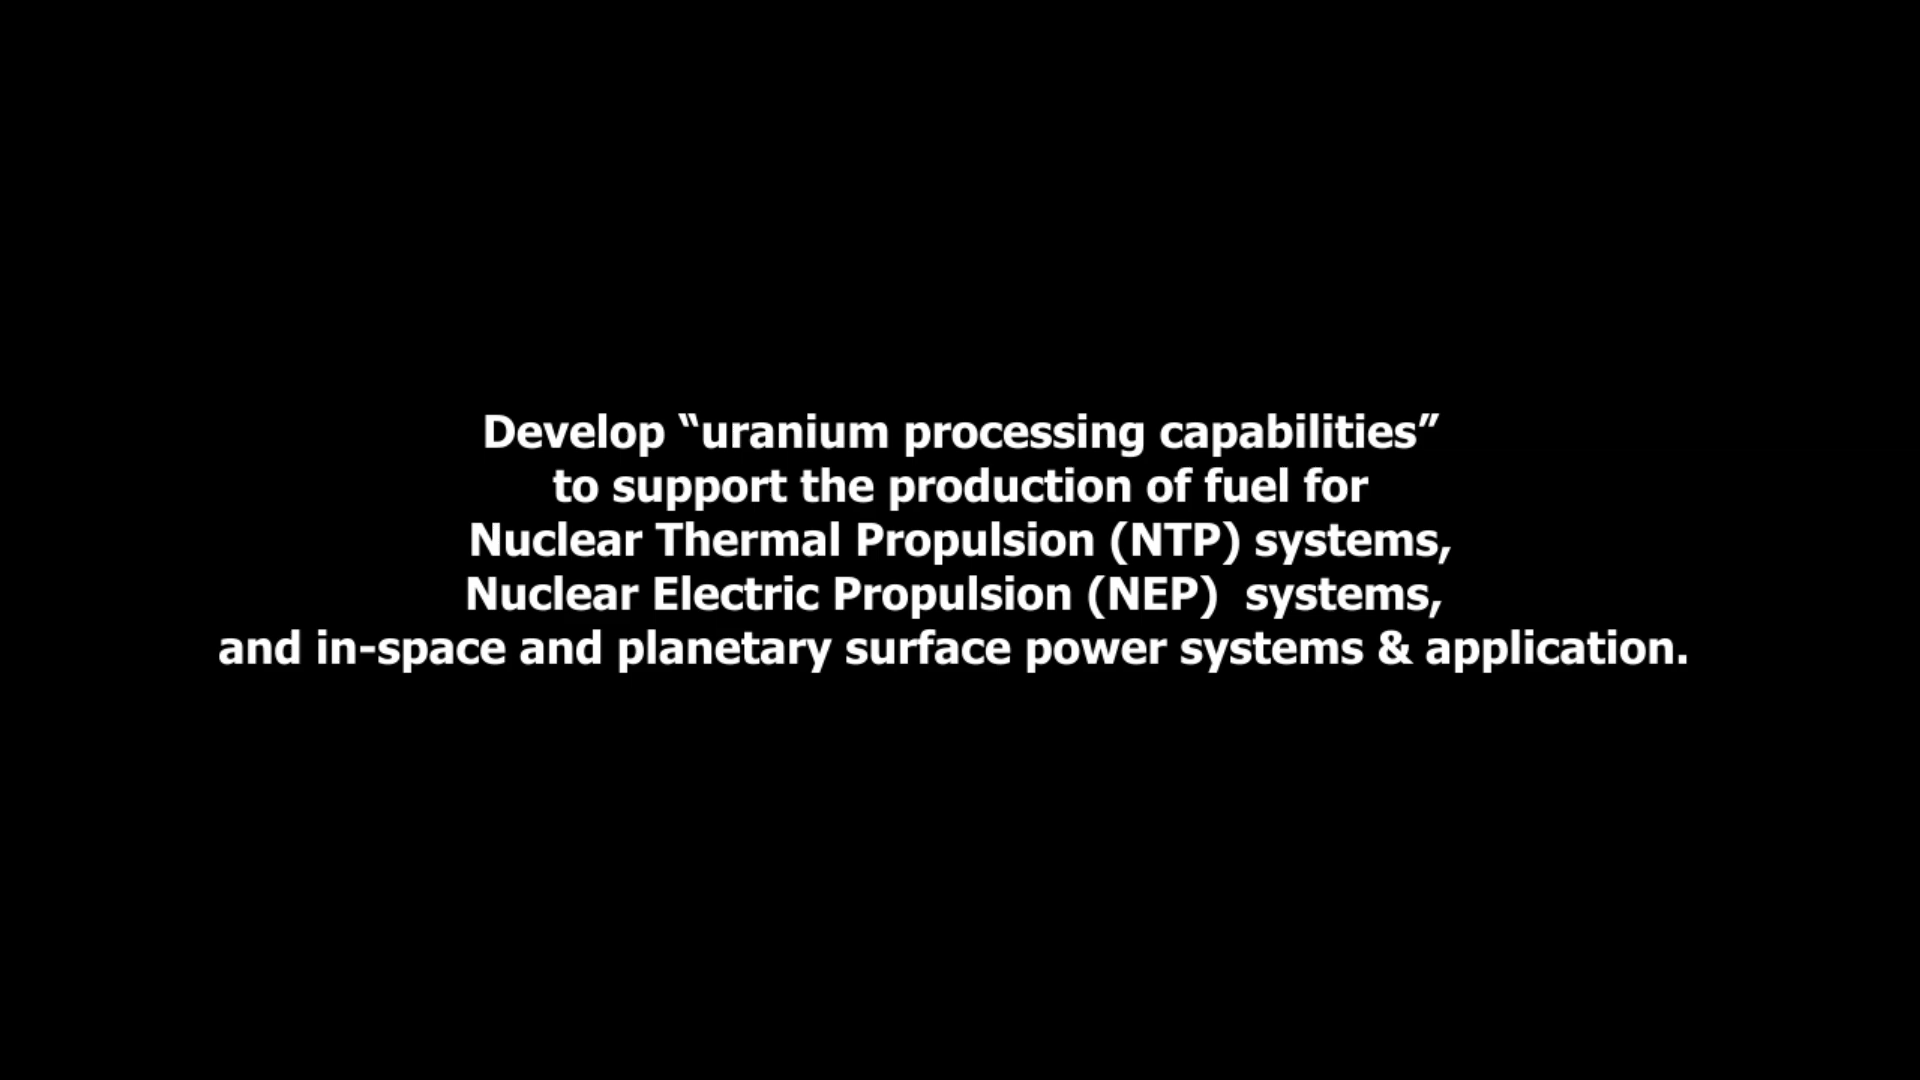 Develop “uranium processing capabilities”
to support the production of fuel for
Nuclear Thermal Propulsion (NTP) systems,
Nuclear Electric Propulsion (NEP)  systems,
and in-space and planetary surface power systems & application.